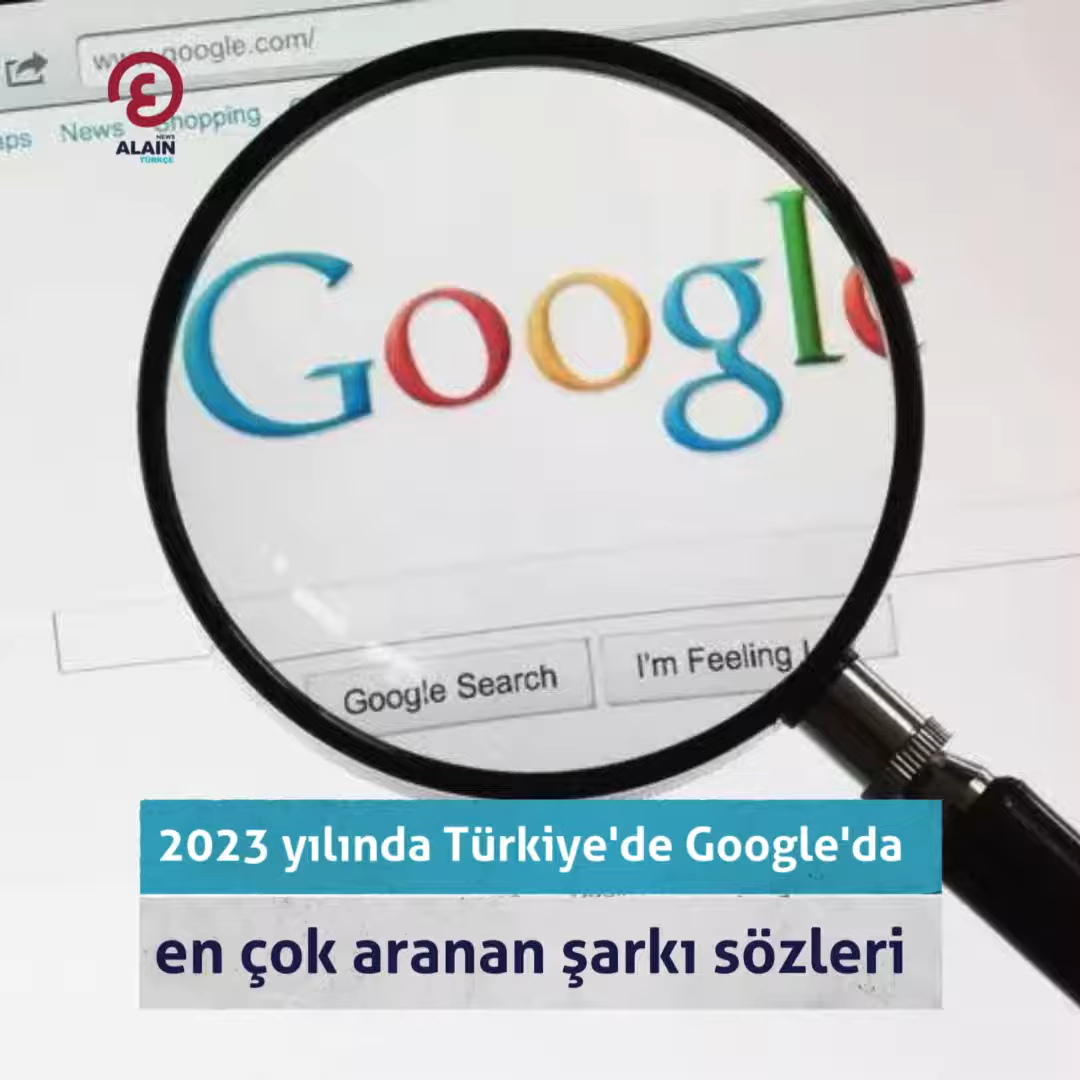 www.google.com/
News Shopping
NEWS
ALAIN
TÜRKÇE
Google
Google Search
I'm Feeling
2023 yılında Türkiye'de Google'da
en çok aranan şarkı sözleri